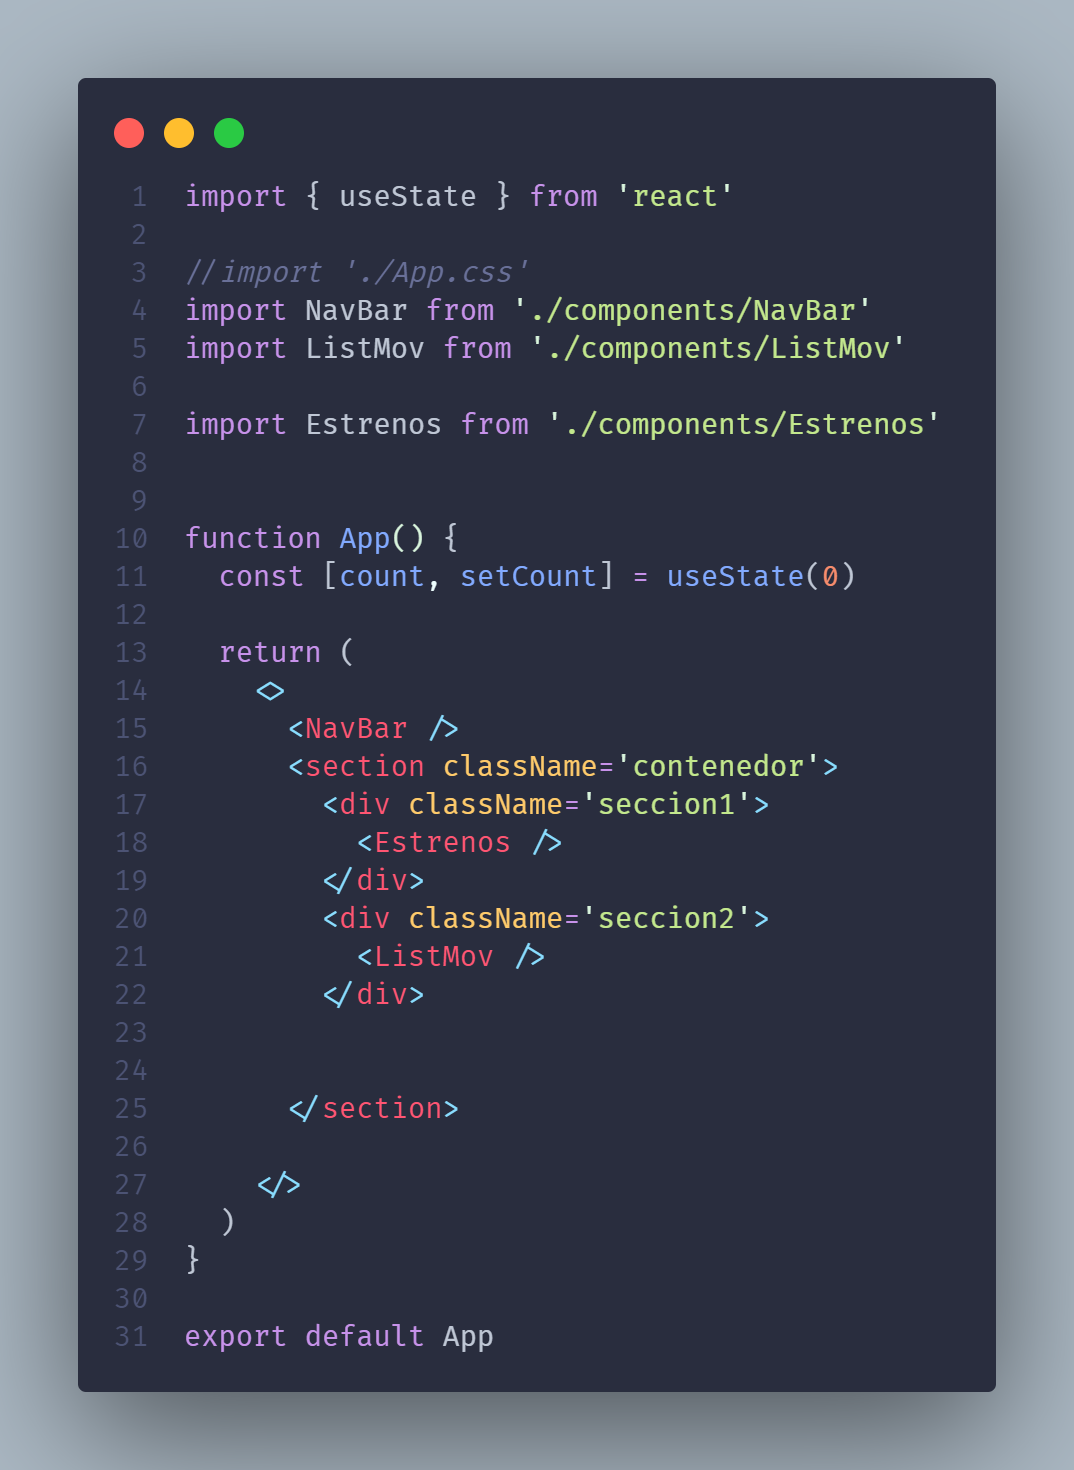 1 import { useState } from 'react'
2
3 //import './App.css'
4 import NavBar from './components/NavBar'
5 import ListMov from './components/ListMov'
6
7 import Estrenos from './components/Estrenos'
8
9
10 function App() {
11   const [count, setCount] = useState(0)
12
13   return (
14     <>
15       <NavBar />
16       <section className='contenedor'>
17         <div className='seccion1'>
18           <Estrenos />
19         </div>
20         <div className='seccion2'>
21           <ListMov />
22         </div>
23
24
25       </section>
26
27     </>
28   )
29 }
30
31 export default App